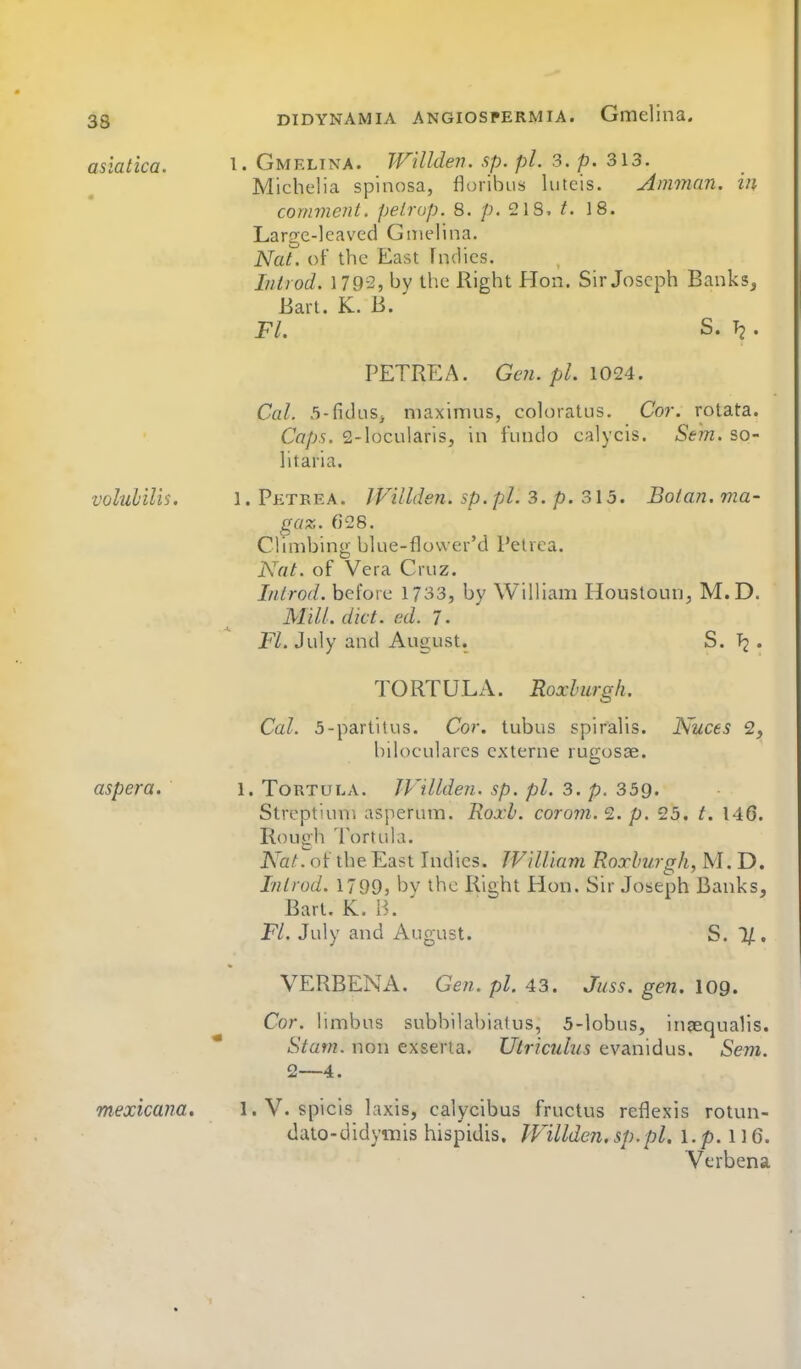 38 DIDYNAMIA ANGIOSPERMIA. Gmelina.
asiatica. 1. GMELINA. Willden. sp. pl. 3. p. 313.
Michelia spinosa, floribus luteis. Amman. in
comment. petrop. 8. p. 218. t. 18.
Large-leaved Gmelina.
Nat. of the East Indies.
Introd. 1792, by the Right Hon. Sir Joseph Banks,
Bart. K. B.
Fl. S. ♄.
PETREA. Gen. pl. 1024.
Cal. 5-fidus, maximus, coloratus. Cor. rotata.
Caps. 2-locularis, in fundo calycis. Sem. so-
litaria.
volubilis. 1. PETREA. Willden. sp. pl. 3. p. 315. Botan. ma-
gaz. 628.
Climbing blue-flower'd Petrea.
Nat. of Vera Cruz.
Introd. before 1733, by William Houstoun, M.D.
Mill. dict. ed. 7.
Fl. July and August. S. ♄.
TORTULA. Roxburgh.
Cal. 5-partitus. Cor. tubus spiralis. Nuces 2,
biloculares externe rugosæ.
aspera. 1. TORTULA. Willden. sp. pl. 3. p. 359.
Streptium asperum. Roxb. corom. 2. p. 25. t. 146.
Rough Tortula.
Nat. of the East Indies. William Roxburgh, M. D.
Introd. 1799, by the Right Hon. Sir Joseph Banks,
Bart. K. B.
Fl. July and August. S. ♃.
VERBENA. Gen. pl. 43. Juss. gen. 109.
Cor. limbus subbilabiatus, 5-lobus, inæqualis.
Stam. non exserta. Utriculus evanidus. Sem.
2—4.
mexicana. 1. V. spicis laxis, calycibus fructus reflexis rotun-
dato-didymis hispidis. Willden. sp. pl. 1. p. 116.
Verbena